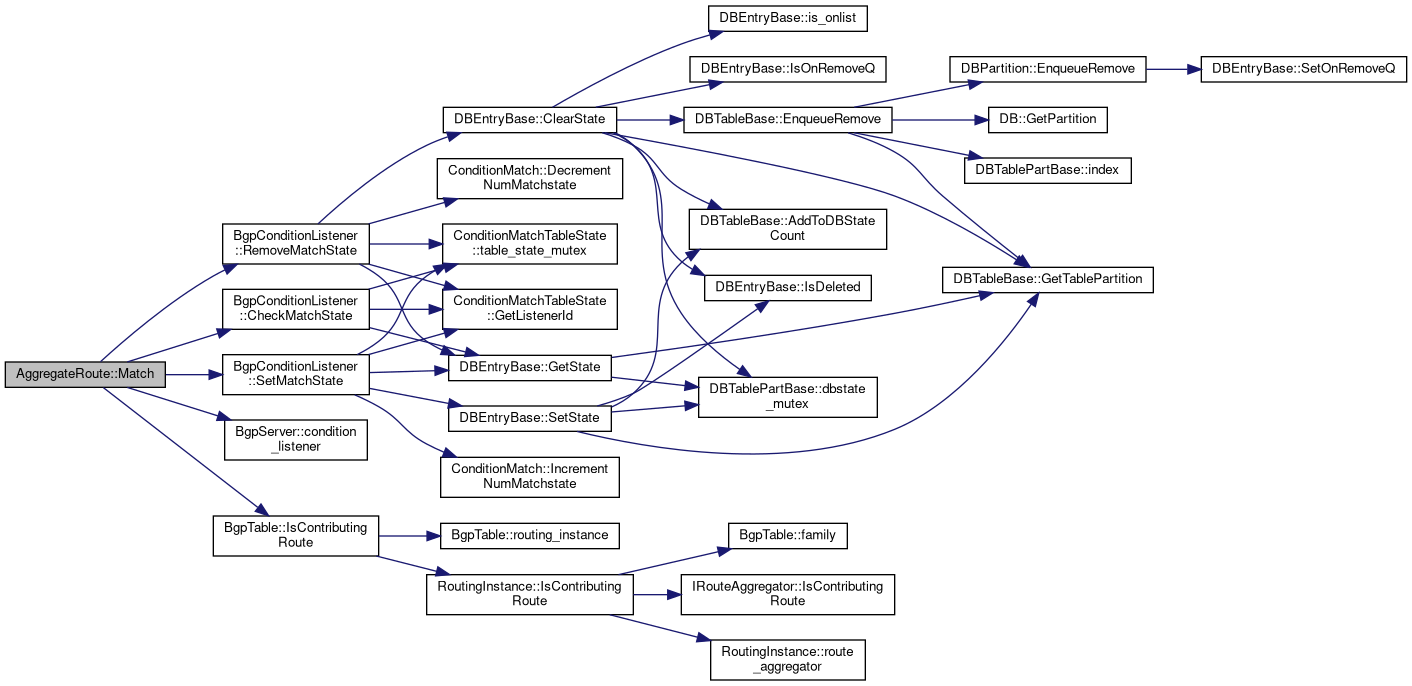 AggregateRoute::Match
BgpConditionListener
::RemoveMatchState
BgpConditionListener
::CheckMatchState
BgpConditionListener
::SetMatchState
BgpServer::condition
_listener
BgpTable::IsContributing
Route
DBEntryBase::ClearState
ConditionMatch::Decrement
NumMatchstate
ConditionMatchTableState
::table_state_mutex
ConditionMatchTableState
::GetListenerId
DBEntryBase::GetState
DBEntryBase::SetState
ConditionMatch::Increment
NumMatchstate
BgpTable::routing_instance
RoutingInstance::IsContributing
Route
DBEntryBase::is_onlist
DBEntryBase::IsOnRemoveQ
DBTableBase::EnqueueRemove
DBTableBase::AddToDBState
Count
DBEntryBase::IsDeleted
DBTablePartBase::dbstate
_mutex
BgpTable::family
IRouteAggregator::IsContributing
Route
RoutingInstance::route
_aggregator
DBPartition::EnqueueRemove
DB::GetPartition
DBTablePartBase::index
DBTableBase::GetTablePartition
DBEntryBase::SetOnRemoveQ